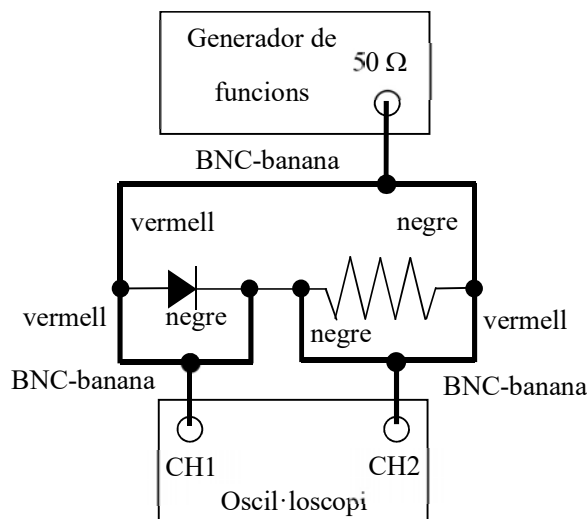 Generador de
50 Ω
funcions
BNC-banana
vermell
negre
vermell
negre
negre
vermell
BNC-banana
BNC-banana
CH1
CH2
Oscil·loscopi